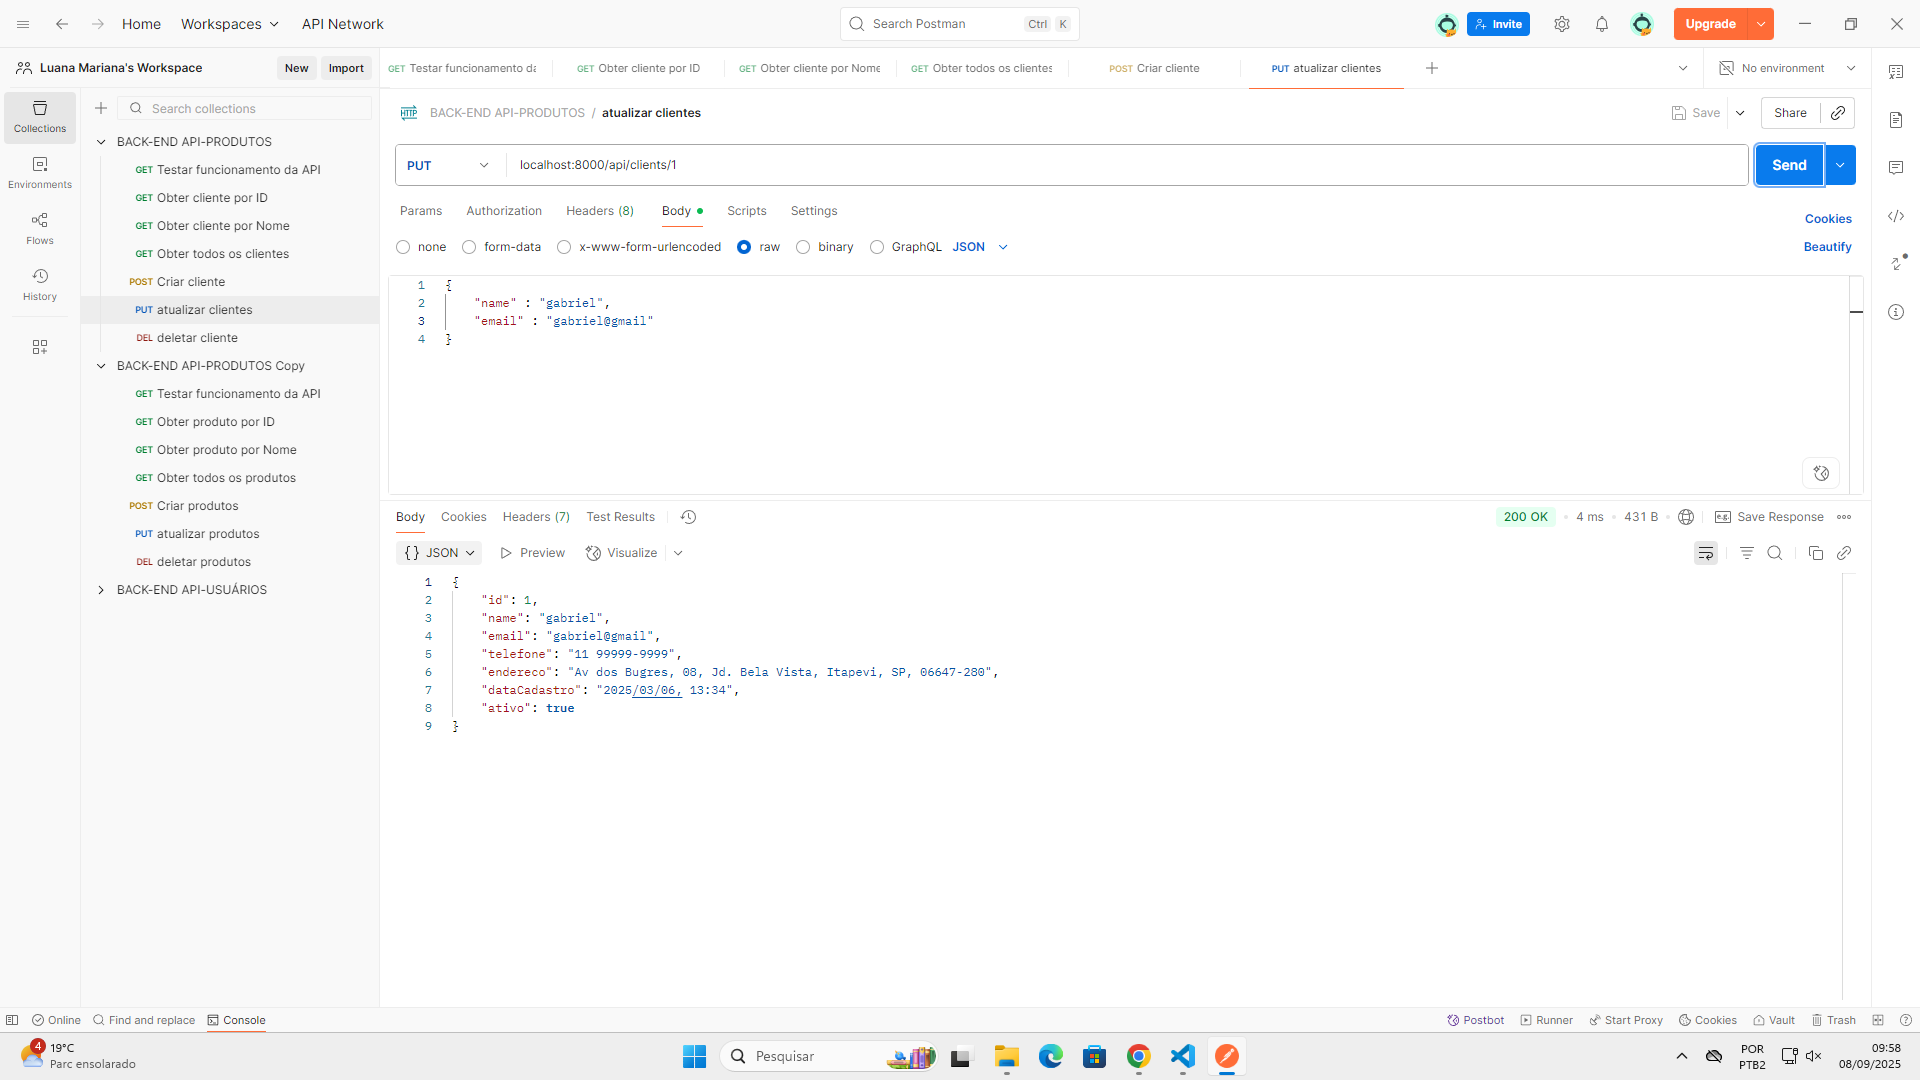 Home
Workspaces
API Network
Search Postman
Ctrl K
Invite
Upgrade
Luana Mariana's Workspace
New
Import
GET Testar funcionamento da
GET Obter cliente por ID
GET Obter cliente por Nome
GET Obter todos os clientes
POST Criar cliente
PUT atualizar clientes
No environment
Collections
Environments
Flows
History
Search collections
BACK-END API-PRODUTOS
GET Testar funcionamento da API
GET Obter cliente por ID
GET Obter cliente por Nome
GET Obter todos os clientes
POST Criar cliente
PUT atualizar clientes
DEL deletar cliente
BACK-END API-PRODUTOS Copy
GET Testar funcionamento da API
GET Obter produto por ID
GET Obter produto por Nome
GET Obter todos os produtos
POST Criar produtos
PUT atualizar produtos
DEL deletar produtos
BACK-END API-USUÁRIOS
HTTP BACK-END API-PRODUTOS / atualizar clientes
Save
Share
PUT localhost:8000/api/clients/1
Send
Params Authorization Headers (8) Body Scripts Settings
Cookies
none form-data x-www-form-urlencoded raw binary GraphQL JSON
Beautify
1 {
2 "name" : "gabriel",
3 "email" : "gabriel@gmail"
4 }
Body Cookies Headers (7) Test Results
200 OK • 4 ms • 431 B
e.g. Save Response
{} JSON Preview Visualize
1 {
2 "id": 1,
3 "name": "gabriel",
4 "email": "gabriel@gmail",
5 "telefone": "11 99999-9999",
6 "endereco": "Av dos Bugres, 08, Jd. Bela Vista, Itapevi, SP, 06647-280",
7 "dataCadastro": "2025/03/06, 13:34",
8 "ativo": true
9 }
Online Find and replace Console
Postbot Runner Start Proxy Cookies Vault Trash
4
19°C
Parc ensolarado
Pesquisar
POR
PTB2
09:58
08/09/2025